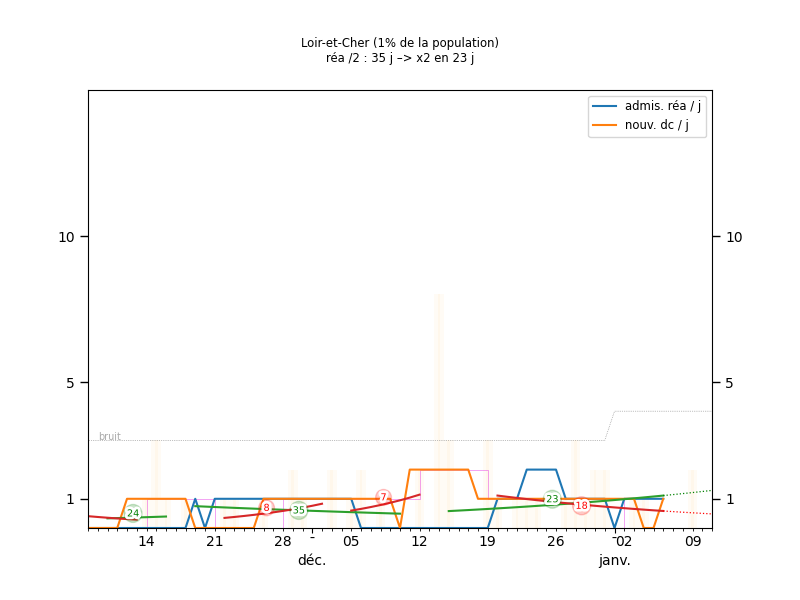 Loir-et-Cher (1% de la population)
réa /2 : 35 j –> x2 en 23 j
admis. réa / j
nouv. dc / j
10 10
5 5
bruit
1 1
24 8 35 7 23 18
14 21 28 - 05 12 19 26 - 02 09
déc. janv.